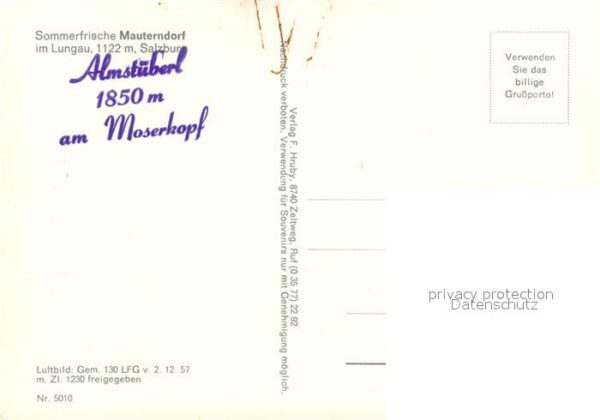 Sommerfrische Mauterndorf
im Lungau, 1122 m, Salzburg
Almstüberl
1850 m
am Moserkopf
Verwenden
Sie das
billige
Grußporto!
Verlag F. Hruby, 8740 Zeltweg, Ruf (0 35 77) 22 92
Nachdruck verboten. Verwendung für Souvenirs nur mit Genehmigung möglich.
privacy protection
Datenschutz
Luftbild: Gem. 130 LFG v. 2. 12. 57
m. Zl. 1230 freigegeben
Nr. 5010